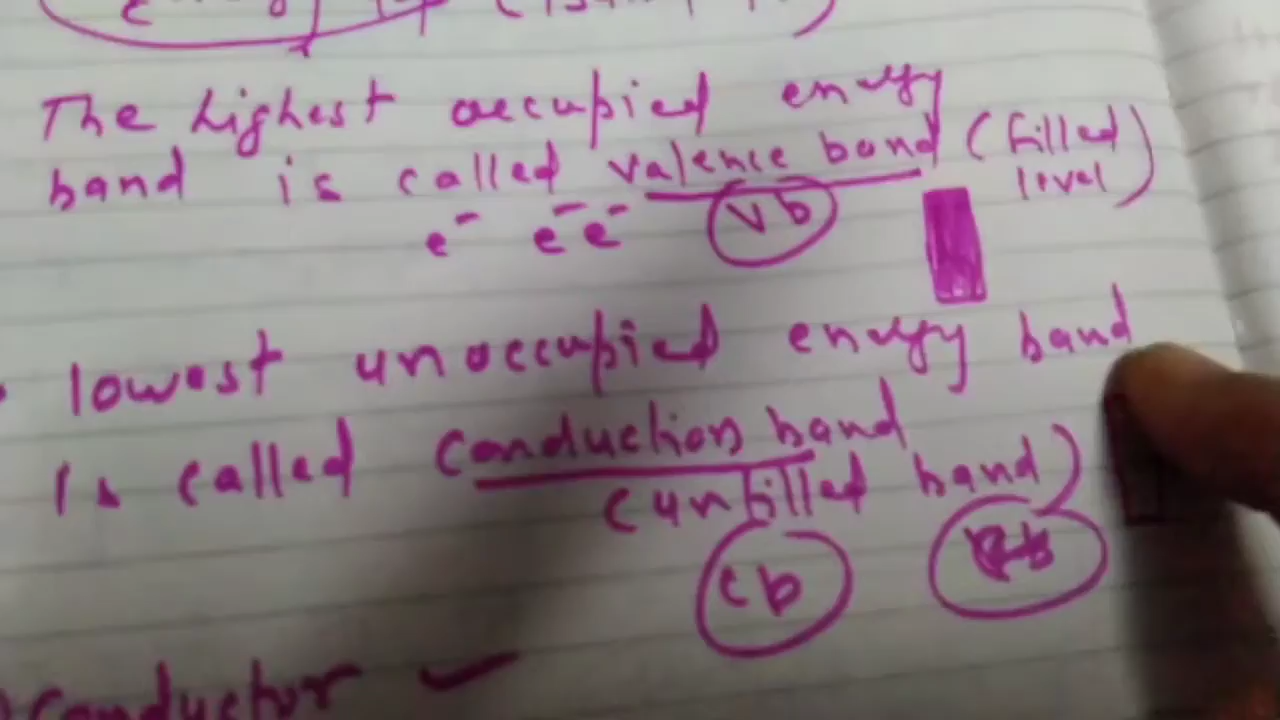 The highest occupied energy
band is called valence band (filled
level)
e⁻ e⁻ e⁻ vb
lowest unoccupied energy band
is called conduction band
(unfilled band)
cb
Conductor